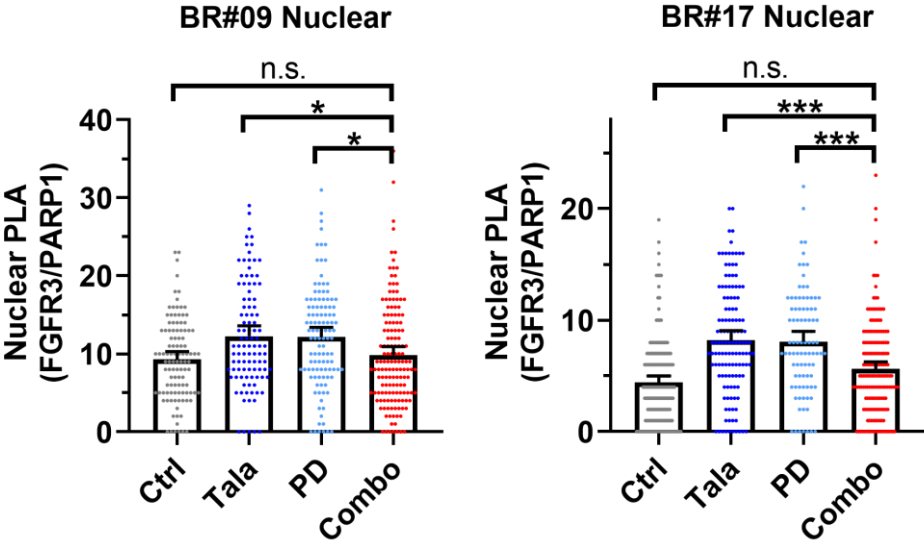 BR#09 Nuclear
n.s.
*
*
Nuclear PLA
(FGFR3/PARP1)
40
30
20
10
0
Ctrl
Tala
PD
Combo
BR#17 Nuclear
n.s.
***
***
Nuclear PLA
(FGFR3/PARP1)
20
10
0
Ctrl
Tala
PD
Combo